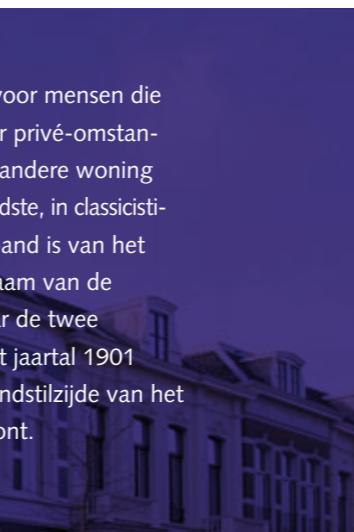 voor mensen die
r privé-omstan-
andere woning
dste, in classicisti-
and is van het
aam van de
r de twee
t jaartal 1901
ndstilzijde van het
ont.